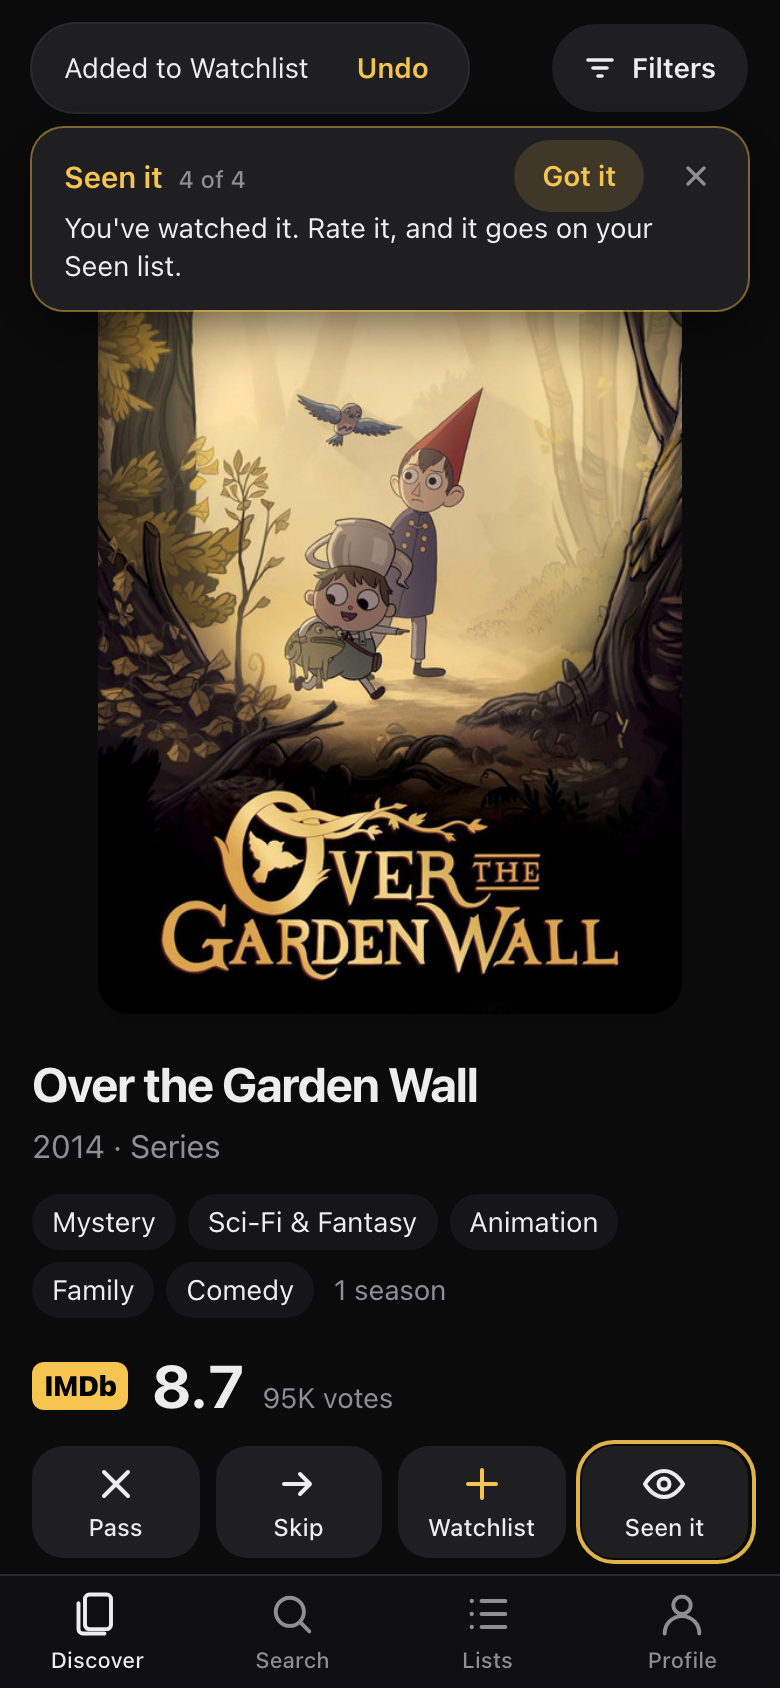 Added to Watchlist Undo
Filters
Seen it 4 of 4
Got it
You've watched it. Rate it, and it goes on your
Seen list.
OVER THE
GARDEN WALL
Over the Garden Wall
2014 · Series
Mystery Sci-Fi & Fantasy Animation
Family Comedy 1 season
IMDb 8.7 95K votes
Pass Skip Watchlist Seen it
Discover Search Lists Profile